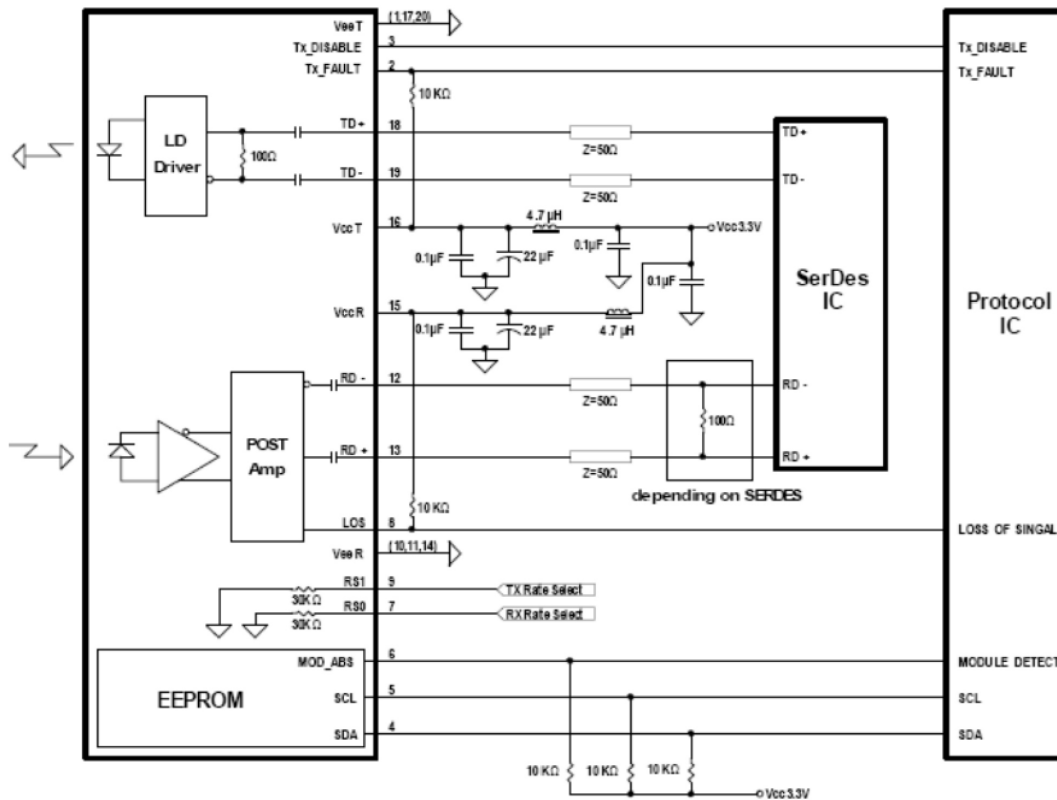 VeeT (1,17,20)
Tx_DISABLE 3 Tx_DISABLE
Tx_FAULT 2 Tx_FAULT
10 KΩ
LD
Driver
100Ω
TD+ 18 Z=50Ω TD+
TD- 19 Z=50Ω TD-
VccT 16 4.7 µH Vcc3.3V
0.1µF 22 µF 0.1µF 0.1µF
SerDes
IC
Protocol
IC
VccR 15
0.1µF 22 µF 4.7 µH
RD - 12 Z=50Ω RD -
100Ω
POST
Amp
RD + 13 Z=50Ω RD +
depending on SERDES
10 KΩ
LOS 8 LOSS OF SINGAL
VeeR (10,11,14)
RS1 9 TX Rate Select
30KΩ
RS0 7 RX Rate Select
30KΩ
MOD_ABS 6 MODULE DETECT
EEPROM
SCL 5 SCL
SDA 4 SDA
10 KΩ 10 KΩ 10 KΩ
Vcc3.3V